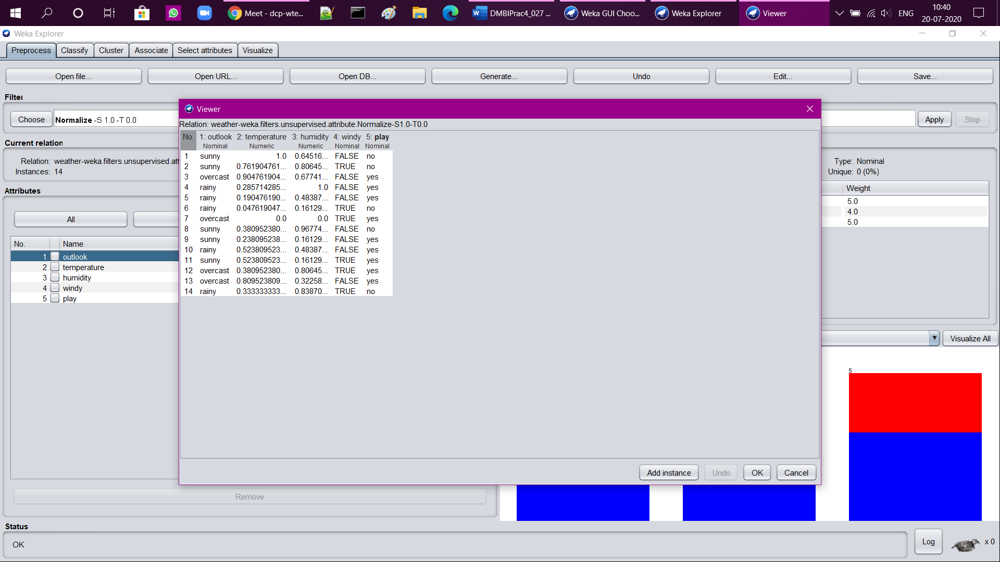 Meet - dcp-wte... DMBIPrac4_027 ... Weka GUI Choo... Weka Explorer Viewer ENG 10:40
20-07-2020
Weka Explorer
Preprocess Classify Cluster Associate Select attributes Visualize
Open file... Open URL... Open DB... Generate... Undo Edit... Save...
Filter
Choose Normalize -S 1.0 -T 0.0 Apply Stop
Current relation
Relation: weather-weka.filters.unsupervised.att
Instances: 14
Type: Nominal
Unique: 0 (0%)
Attributes
All
No. Name
1 outlook
2 temperature
3 humidity
4 windy
5 play
Remove
Weight
5.0
4.0
5.0
Visualize All
5
Viewer
Relation: weather-weka.filters.unsupervised.attribute.Normalize-S1.0-T0.0
No. 1: outlook 2: temperature 3: humidity 4: windy 5: play
Nominal Numeric Numeric Nominal Nominal
1 sunny 1.0 0.64516... FALSE no
2 sunny 0.761904761... 0.80645... TRUE no
3 overcast 0.904761904... 0.67741... FALSE yes
4 rainy 0.285714285... 1.0 FALSE yes
5 rainy 0.190476190... 0.48387... FALSE yes
6 rainy 0.047619047... 0.16129... TRUE no
7 overcast 0.0 0.0 TRUE yes
8 sunny 0.380952380... 0.96774... FALSE no
9 sunny 0.238095238... 0.16129... FALSE yes
10 rainy 0.523809523... 0.48387... FALSE yes
11 sunny 0.523809523... 0.16129... TRUE yes
12 overcast 0.380952380... 0.80645... TRUE yes
13 overcast 0.809523809... 0.32258... FALSE yes
14 rainy 0.333333333... 0.83870... TRUE no
Add instance Undo OK Cancel
Status
OK
Log x 0